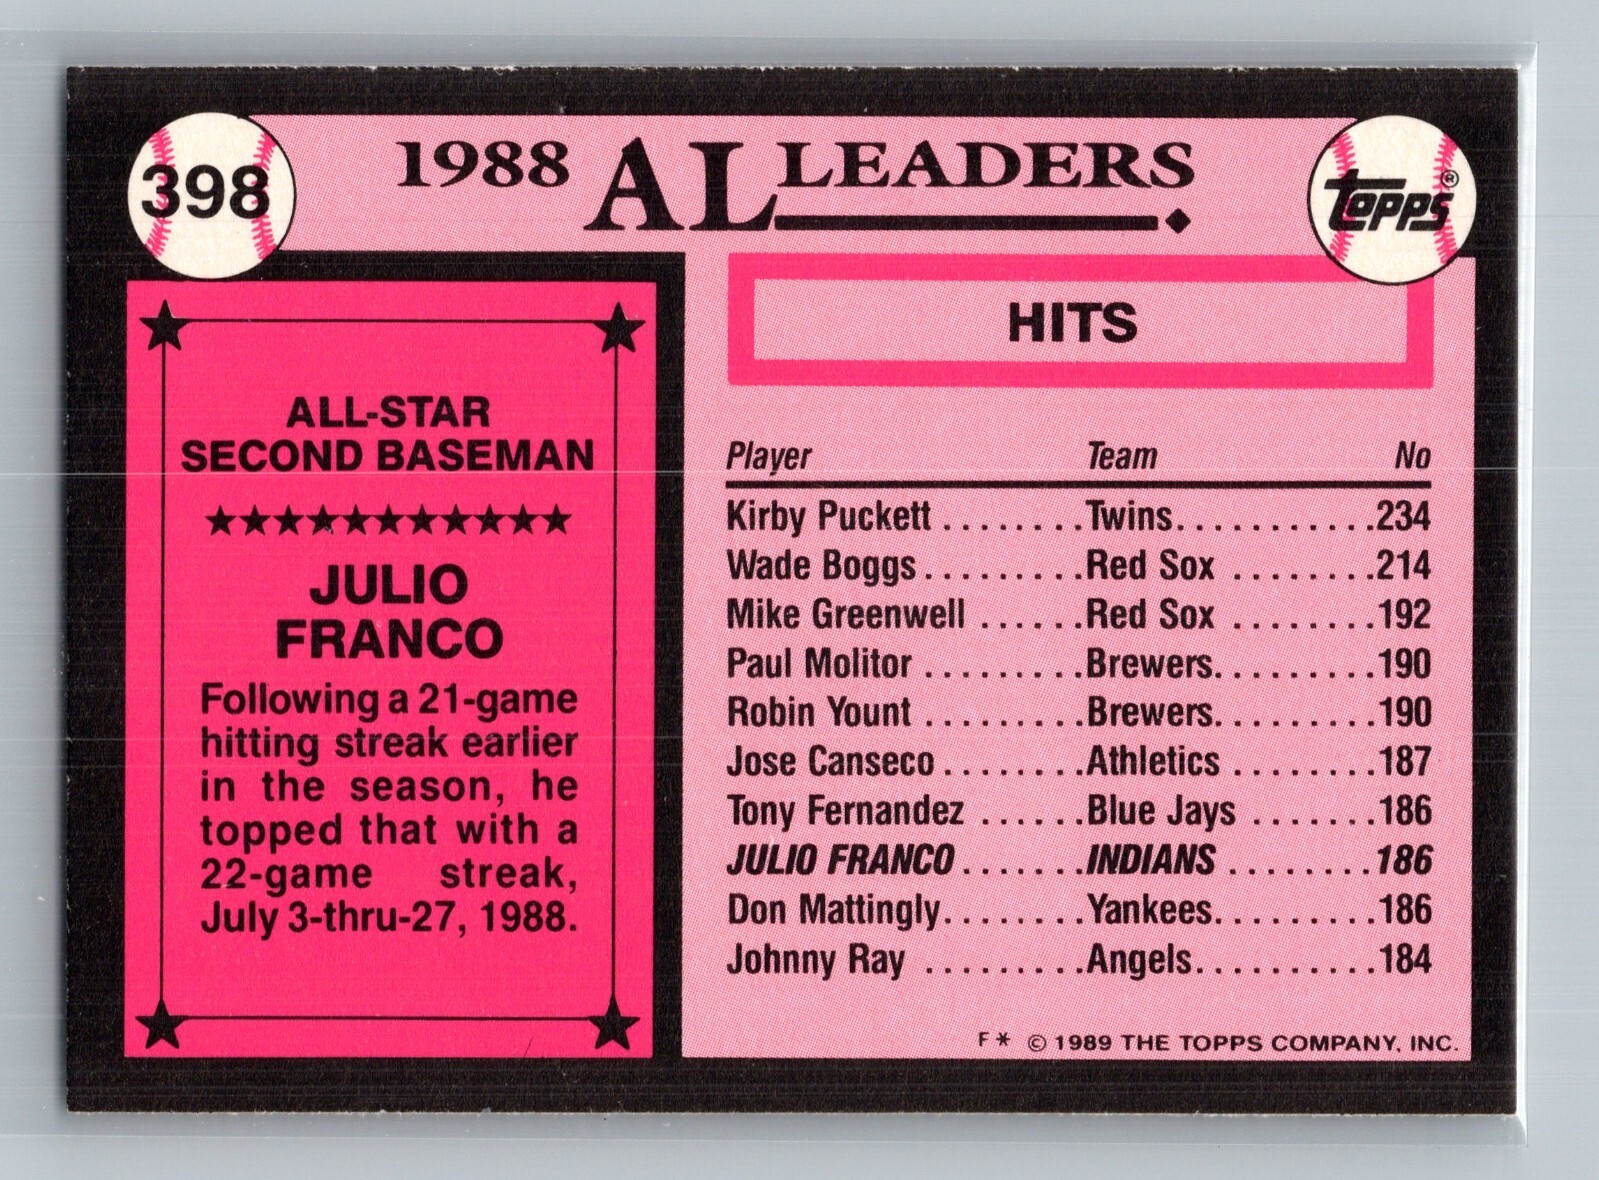 398
1988 AL LEADERS
topps®
ALL-STAR
SECOND BASEMAN
JULIO
FRANCO
Following a 21-game
hitting streak earlier
in the season, he
topped that with a
22-game streak,
July 3-thru-27, 1988.
HITS
Player Team No
Kirby Puckett ........ Twins............ 234
Wade Boggs......... Red Sox ........ 214
Mike Greenwell ...... Red Sox ........ 192
Paul Molitor ......... Brewers......... 190
Robin Yount ......... Brewers......... 190
Jose Canseco........ Athletics ........ 187
Tony Fernandez ...... Blue Jays ....... 186
JULIO FRANCO....... INDIANS ........ 186
Don Mattingly........ Yankees......... 186
Johnny Ray ......... Angels........... 184
F* © 1989 THE TOPPS COMPANY, INC.